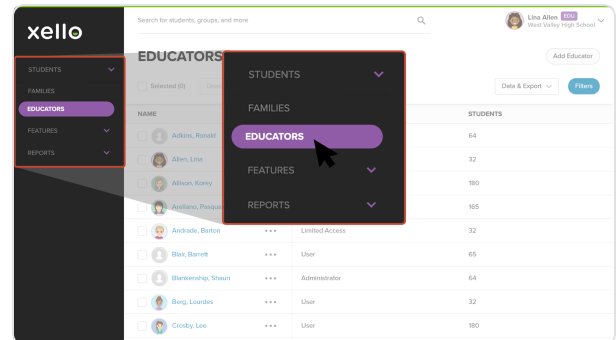 xello
Search for students, groups, and more
Lina Allen EDU
West Valley High School
EDUCATORS
Add Educator
STUDENTS
FAMILIES
EDUCATORS
FEATURES
REPORTS
Selected (0)
Data & Export
Filters
STUDENTS
FAMILIES
EDUCATORS
FEATURES
REPORTS
NAME
STUDENTS
Adkins, Ronald
64
Allen, Lina
32
Allison, Korey
180
Arellano, Pasqua
165
Andrade, Barton
Limited Access
32
Blair, Barrett
User
65
Blankenship, Shaun
Administrator
64
Berg, Lourdes
User
32
Crosby, Lee
User
180